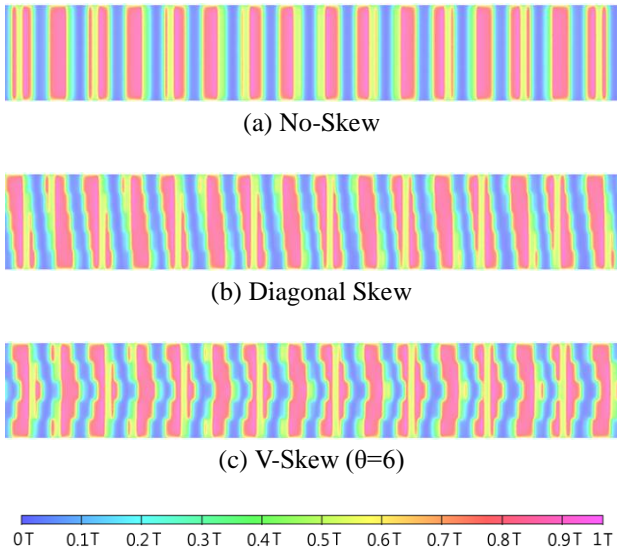 (a) No-Skew
(b) Diagonal Skew
(c) V-Skew (θ=6)
0T 0.1T 0.2T 0.3T 0.4T 0.5T 0.6T 0.7T 0.8T 0.9T 1T